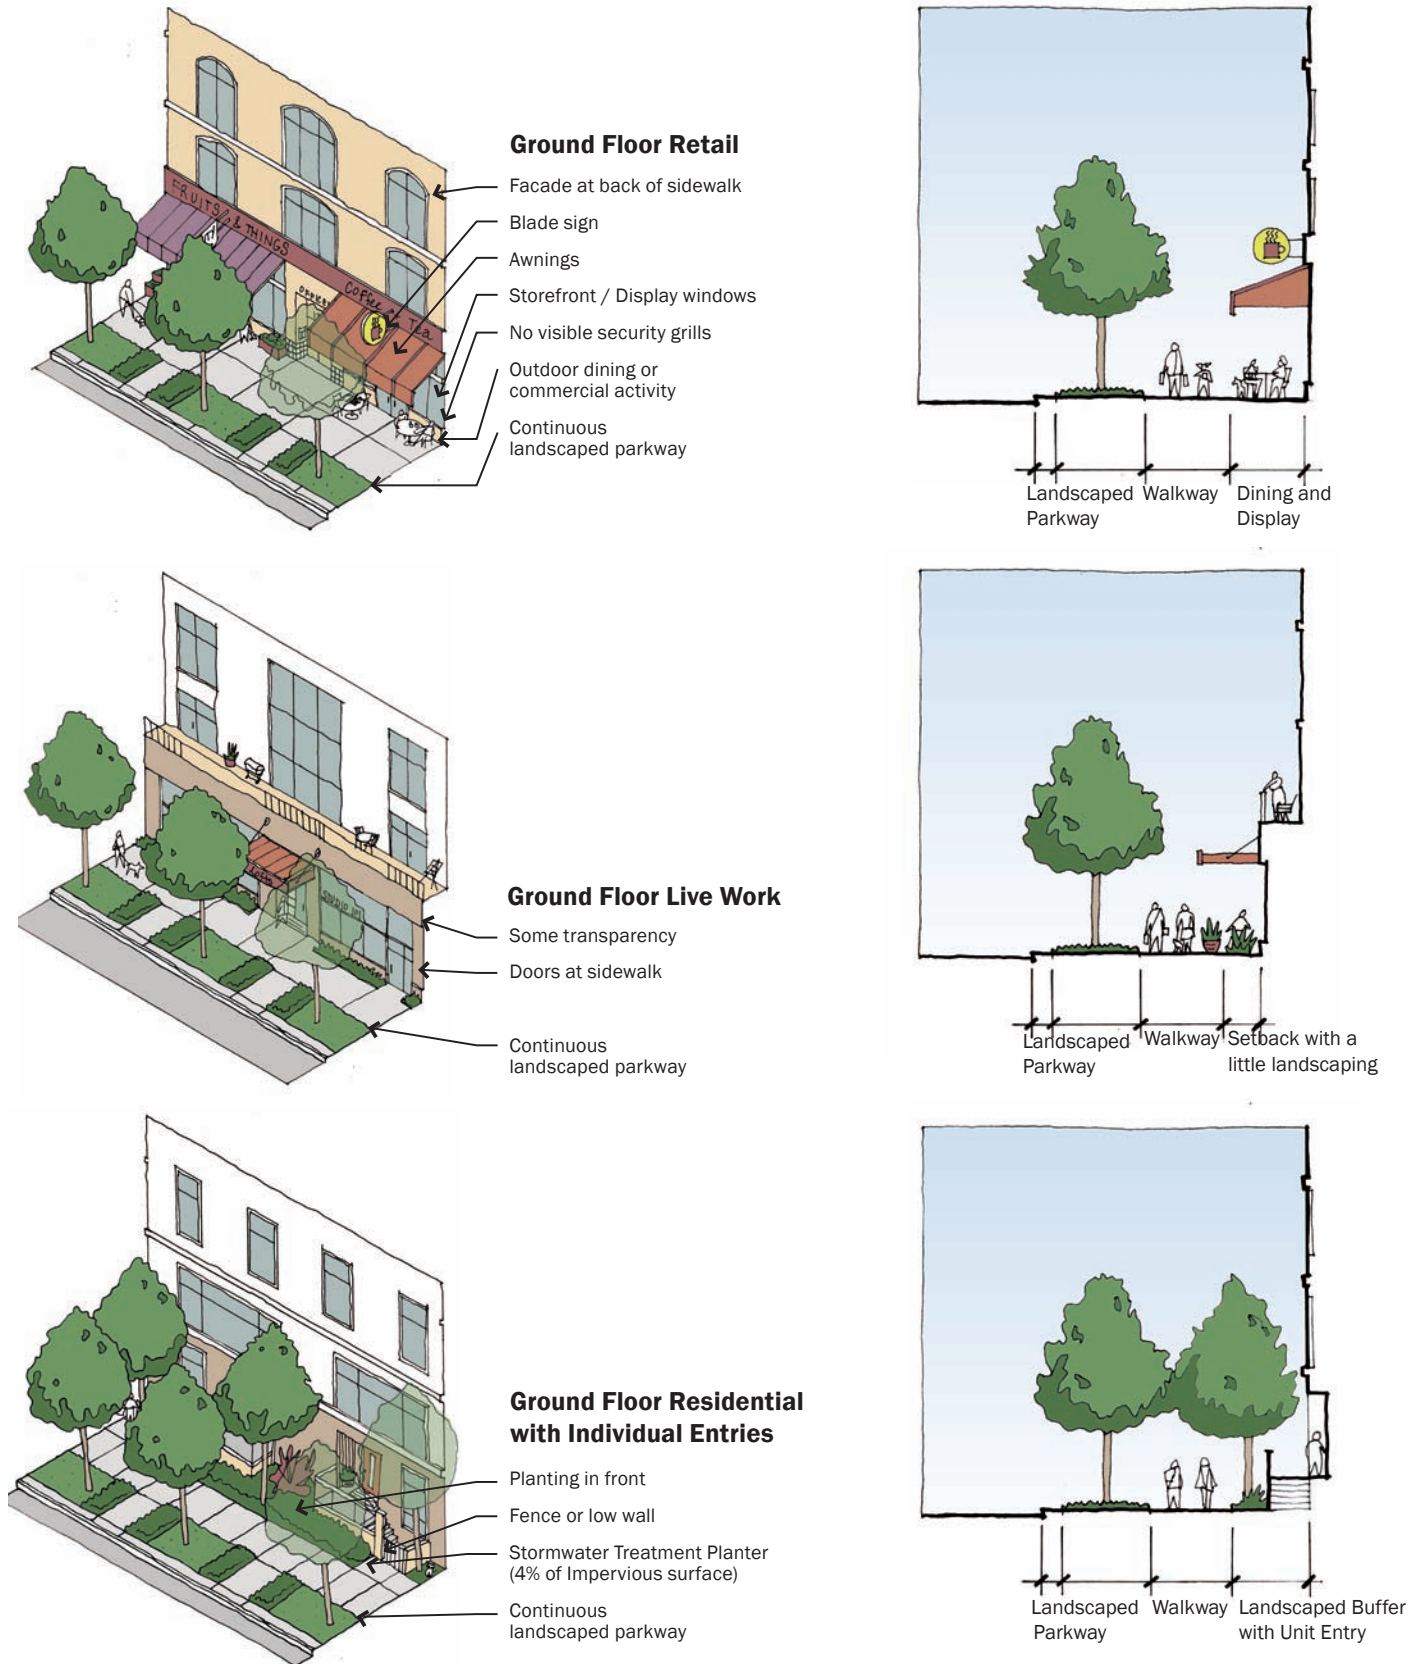 FRUITS & THINGS
Coffee
Tea
Ground Floor Retail
Facade at back of sidewalk
Blade sign
Awnings
Storefront / Display windows
No visible security grills
Outdoor dining or
commercial activity
Continuous
landscaped parkway
Landscaped
Parkway
Walkway
Dining and
Display
Lofts
Ground Floor Live Work
Some transparency
Doors at sidewalk
Continuous
landscaped parkway
Landscaped
Parkway
Walkway
Setback with a
little landscaping
Ground Floor Residential
with Individual Entries
Planting in front
Fence or low wall
Stormwater Treatment Planter
(4% of Impervious surface)
Continuous
landscaped parkway
Landscaped
Parkway
Walkway
Landscaped Buffer
with Unit Entry